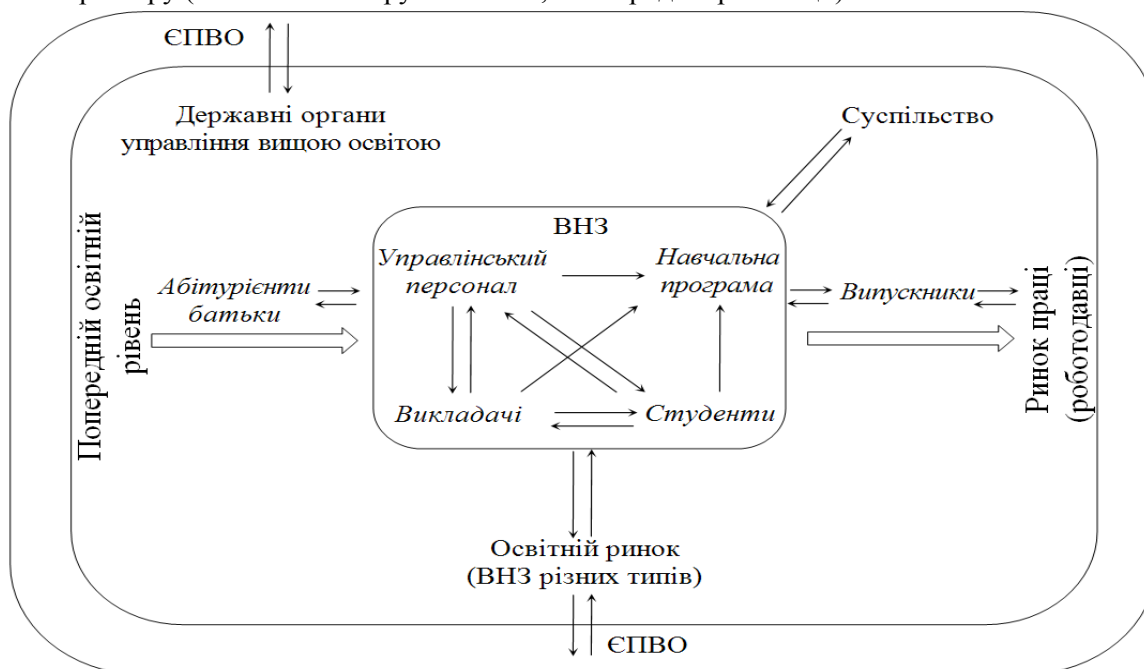 ЄПВО
Державні органи
управління вищою освітою
Суспільство
Попередній освітній
рівень
Абітурієнти
батьки
ВНЗ
Управлінський
персонал
Навчальна
програма
Викладачі
Студенти
Випускники
Ринок праці
(роботодавці)
Освітній ринок
(ВНЗ різних типів)
ЄПВО